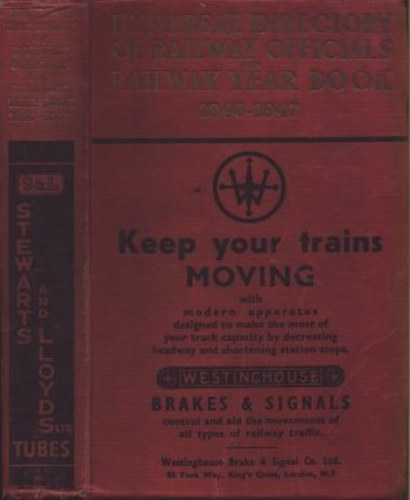 UNIVERSAL DIRECTORY
OF RAILWAY OFFICIALS
AND
RAILWAY YEAR BOOK
1946-1947
Keep your trains
MOVING
with
modern apparatus
designed to make the most of
your track capacity by decreasing
headway and shortening station stops.
WESTINGHOUSE
BRAKES & SIGNALS
control and aid the movements of
all types of railway traffic.
Westinghouse Brake & Signal Co. Ltd.
82 York Way, King's Cross, London, N.1
S&L
STEWARTS
AND
LLOYDS LTD
TUBES